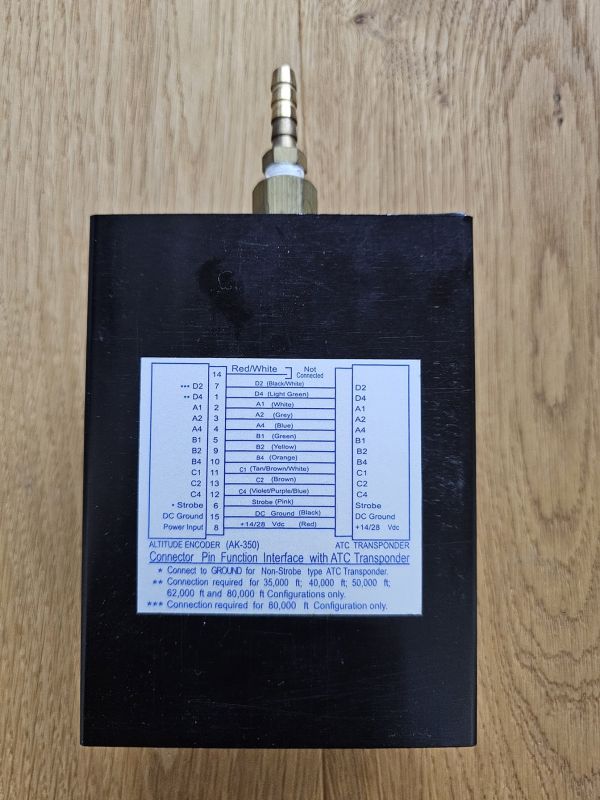 14 Red/White Not Connected
*** D2 7 D2 (Black/White) D2
** D4 1 D4 (Light Green) D4
A1 2 A1 (White) A1
A2 3 A2 (Grey) A2
A4 4 A4 (Blue) A4
B1 5 B1 (Green) B1
B2 9 B2 (Yellow) B2
B4 10 B4 (Orange) B4
C1 11 C1 (Tan/Brown/White) C1
C2 13 C2 (Brown) C2
C4 12 C4 (Violet/Purple/Blue) C4
* Strobe 6 Strobe (Pink) Strobe
DC Ground 15 DC Ground (Black) DC Ground
Power Input 8 +14/28 Vdc (Red) +14/28 Vdc
ALTITUDE ENCODER (AK-350) ATC TRANSPONDER
Connector Pin Function Interface with ATC Transponder
* Connect to GROUND for Non-Strobe type ATC Transponder.
** Connection required for 35,000 ft; 40,000 ft; 50,000 ft;
62,000 ft and 80,000 ft Configurations only.
*** Connection required for 80,000 ft Configuration only.